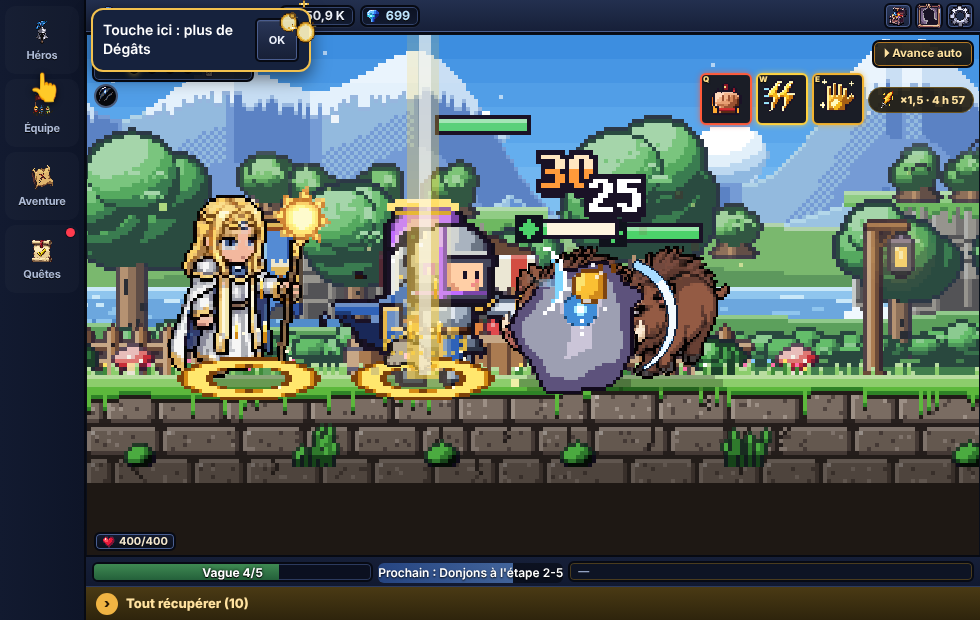 Touche ici : plus de
Dégâts
OK
50,9 K
699
Héros
Équipe
Aventure
Quêtes
Q
W
E
Avance auto
×1,5 · 4 h 57
30
25
400/400
Vague 4/5
Prochain : Donjons à l'étape 2-5
—
Tout récupérer (10)